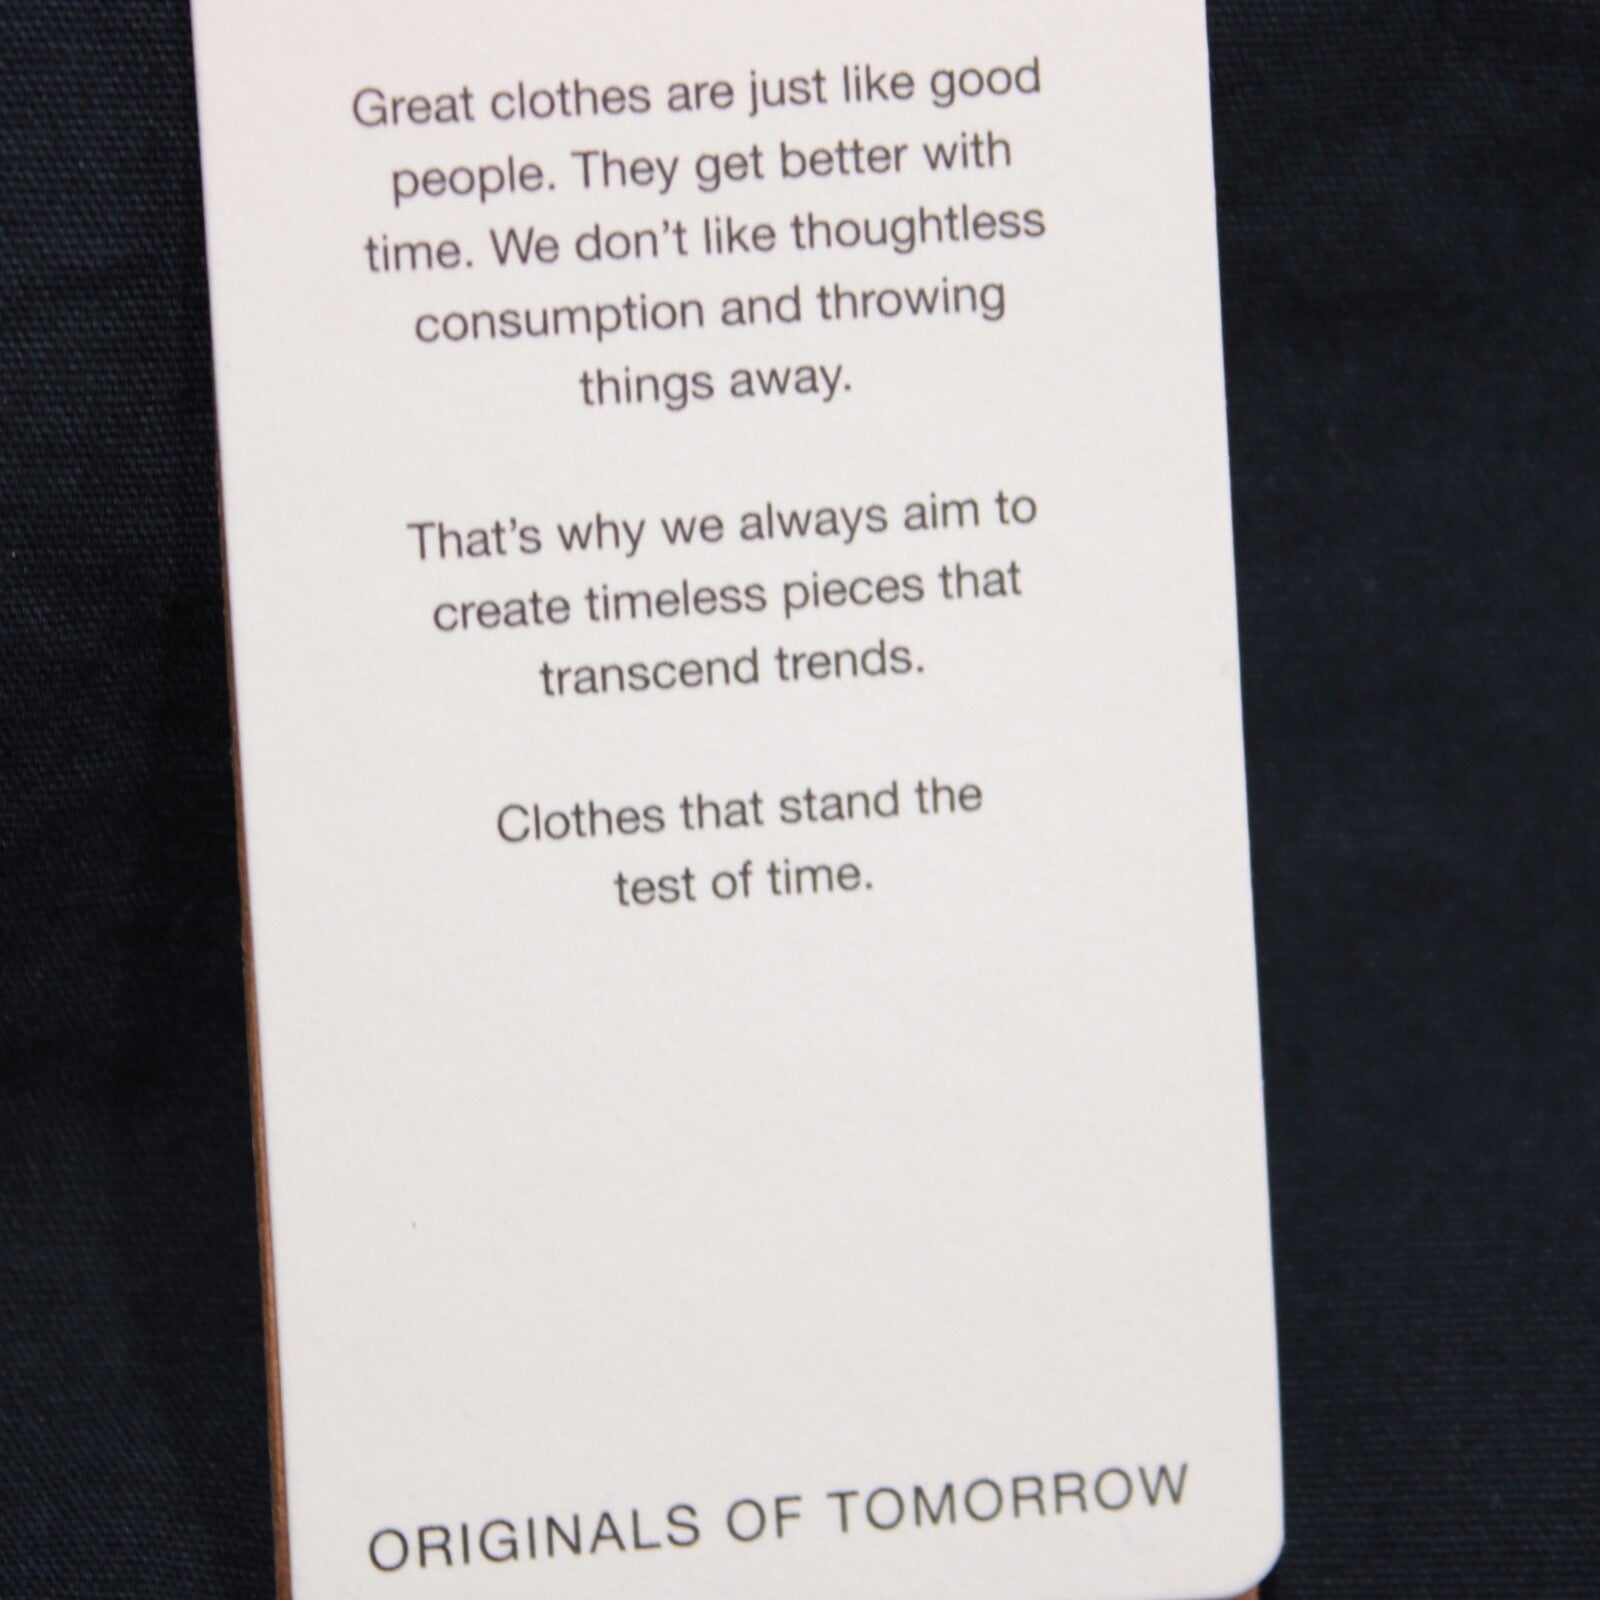 Great clothes are just like good
people. They get better with
time. We don't like thoughtless
consumption and throwing
things away.
That's why we always aim to
create timeless pieces that
transcend trends.
Clothes that stand the
test of time.
ORIGINALS OF TOMORROW